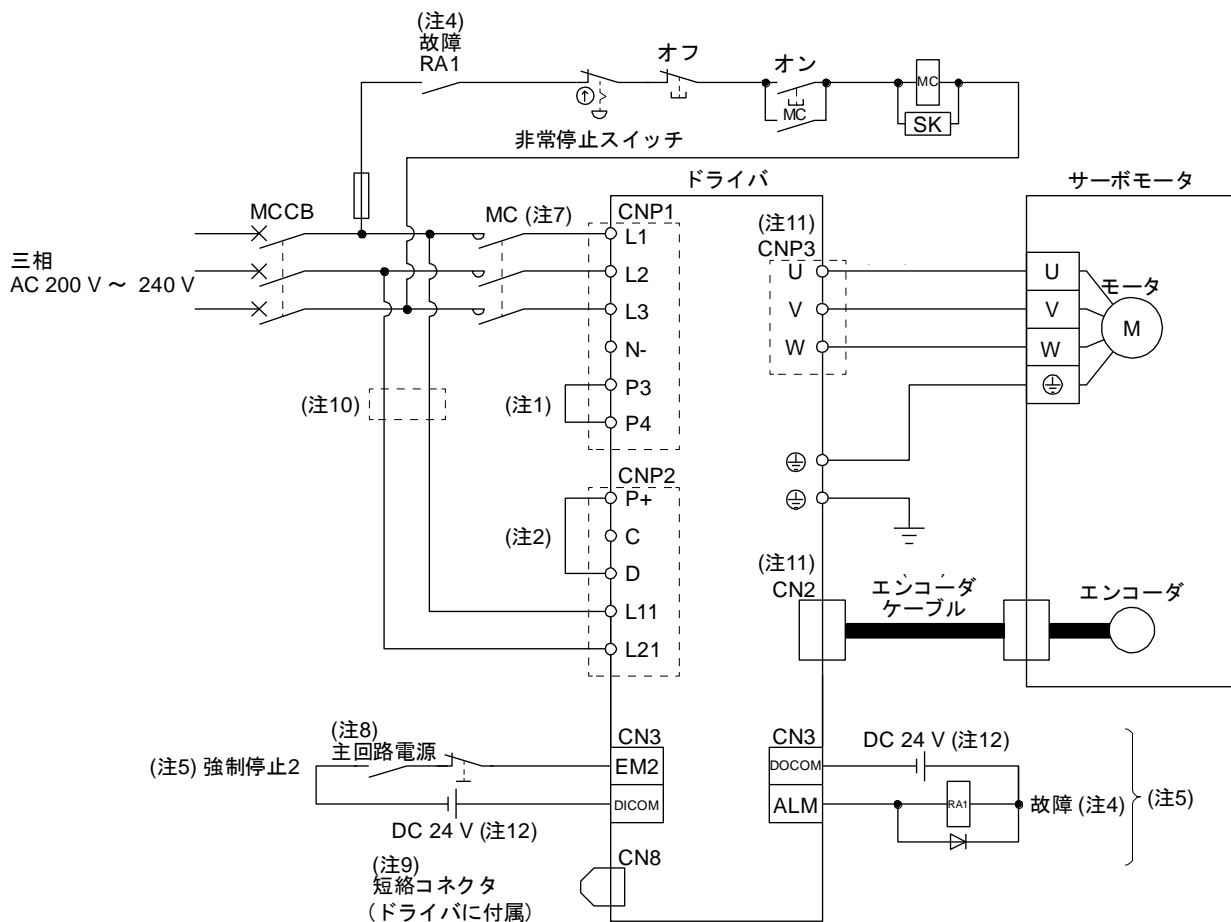 (注4)
故障
RA1
オフ
オン
MC
MC
SK
非常停止スイッチ
ドライバ
サーボモータ
MCCB
MC (注7)
CNP1
(注11)
CNP3
三相
AC 200 V ～ 240 V
L1
L2
L3
N-
P3
P4
(注1)
(注10)
U
V
W
U
V
W
モータ
M
CNP2
P+
C
D
L11
L21
(注2)
(注11)
CN2
エンコーダ
ケーブル
エンコーダ
(注8)
主回路電源
(注5) 強制停止2
DC 24 V (注12)
CN3
EM2
DICOM
CN3
DOCOM
ALM
DC 24 V (注12)
RA1
故障 (注4)
(注5)
(注9)
短絡コネクタ
(ドライバに付属)
CN8